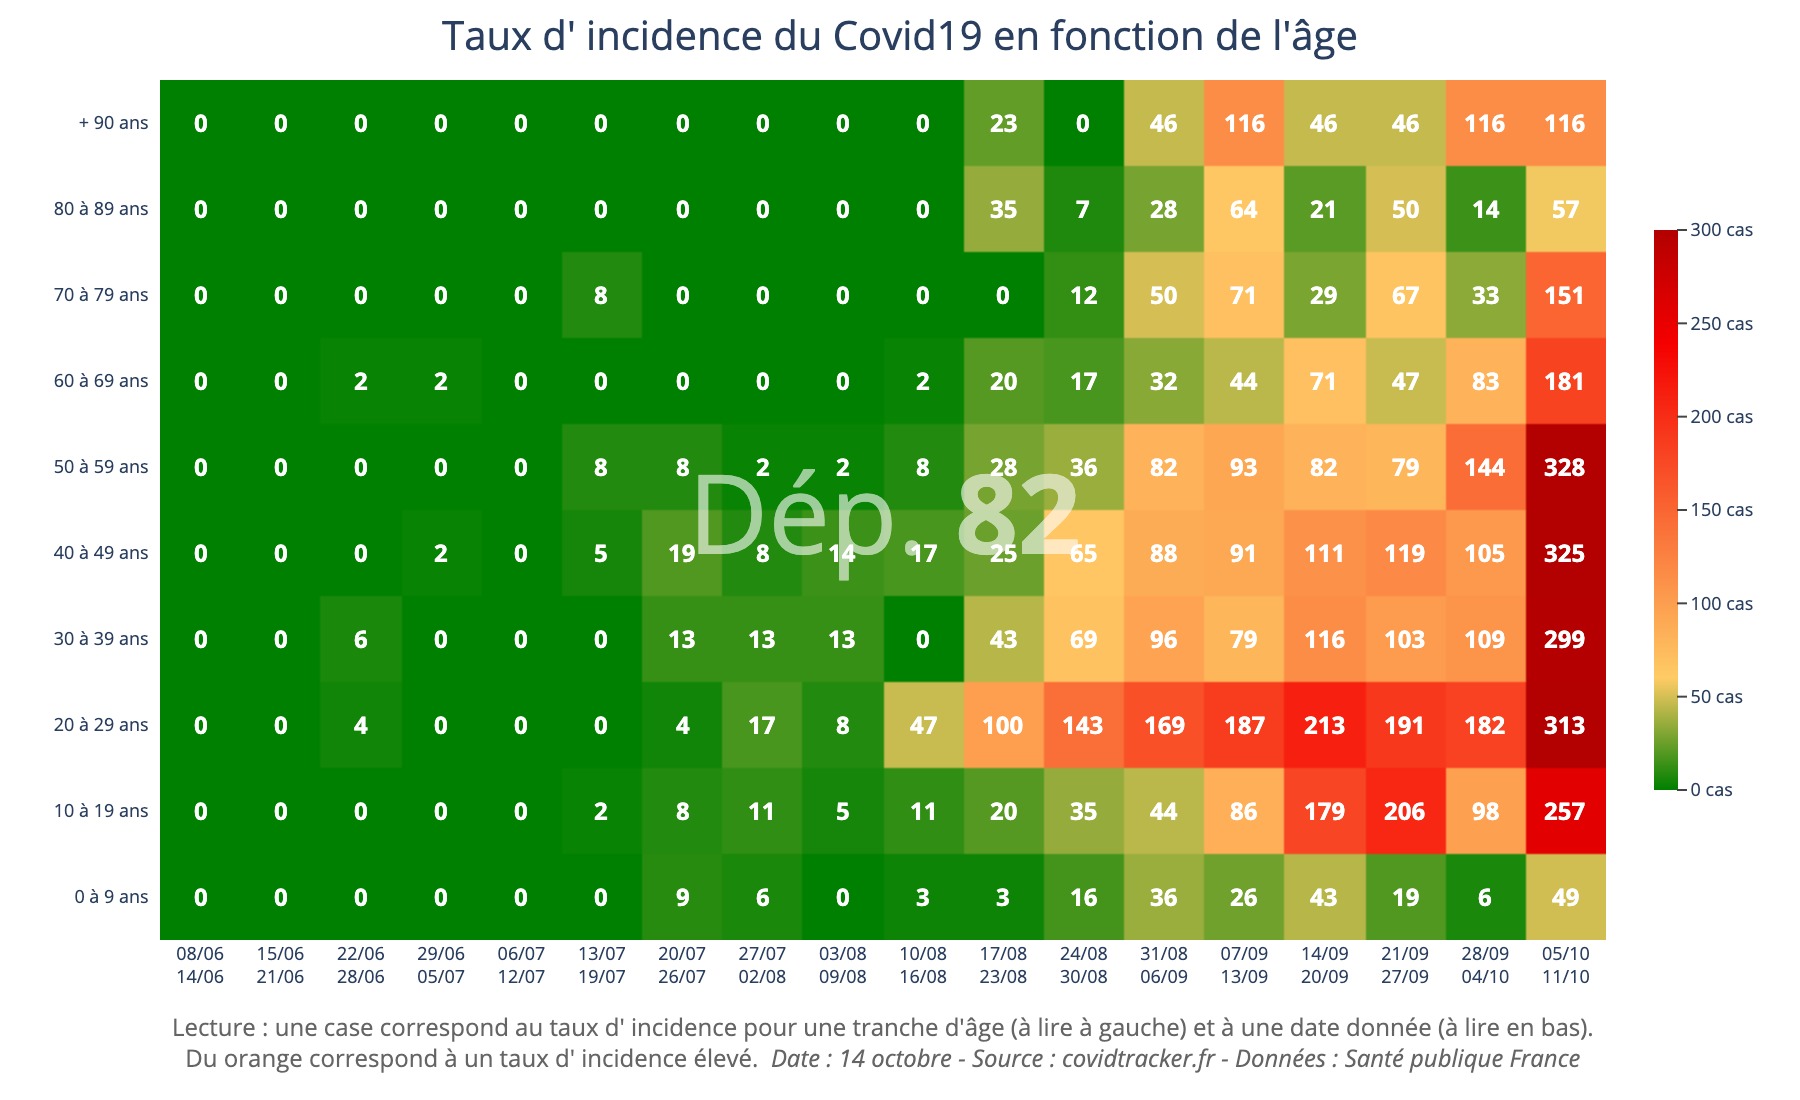 Taux d' incidence du Covid19 en fonction de l'âge
+ 90 ans 0 0 0 0 0 0 0 0 0 0 23 0 46 116 46 46 116 116
80 à 89 ans 0 0 0 0 0 0 0 0 0 0 35 7 28 64 21 50 14 57
70 à 79 ans 0 0 0 0 0 8 0 0 0 0 0 12 50 71 29 67 33 151
60 à 69 ans 0 0 2 2 0 0 0 0 0 2 20 17 32 44 71 47 83 181
50 à 59 ans 0 0 0 0 0 8 8 2 2 8 28 36 82 93 82 79 144 328
Dép. 82
40 à 49 ans 0 0 0 2 0 5 19 8 14 17 25 65 88 91 111 119 105 325
30 à 39 ans 0 0 6 0 0 0 13 13 13 0 43 69 96 79 116 103 109 299
20 à 29 ans 0 0 4 0 0 0 4 17 8 47 100 143 169 187 213 191 182 313
10 à 19 ans 0 0 0 0 0 2 8 11 5 11 20 35 44 86 179 206 98 257
0 à 9 ans 0 0 0 0 0 0 9 6 0 3 3 16 36 26 43 19 6 49
08/06 15/06 22/06 29/06 06/07 13/07 20/07 27/07 03/08 10/08 17/08 24/08 31/08 07/09 14/09 21/09 28/09 05/10
14/06 21/06 28/06 05/07 12/07 19/07 26/07 02/08 09/08 16/08 23/08 30/08 06/09 13/09 20/09 27/09 04/10 11/10
300 cas
250 cas
200 cas
150 cas
100 cas
50 cas
0 cas
Lecture : une case correspond au taux d' incidence pour une tranche d'âge (à lire à gauche) et à une date donnée (à lire en bas).
Du orange correspond à un taux d' incidence élevé. Date : 14 octobre - Source : covidtracker.fr - Données : Santé publique France